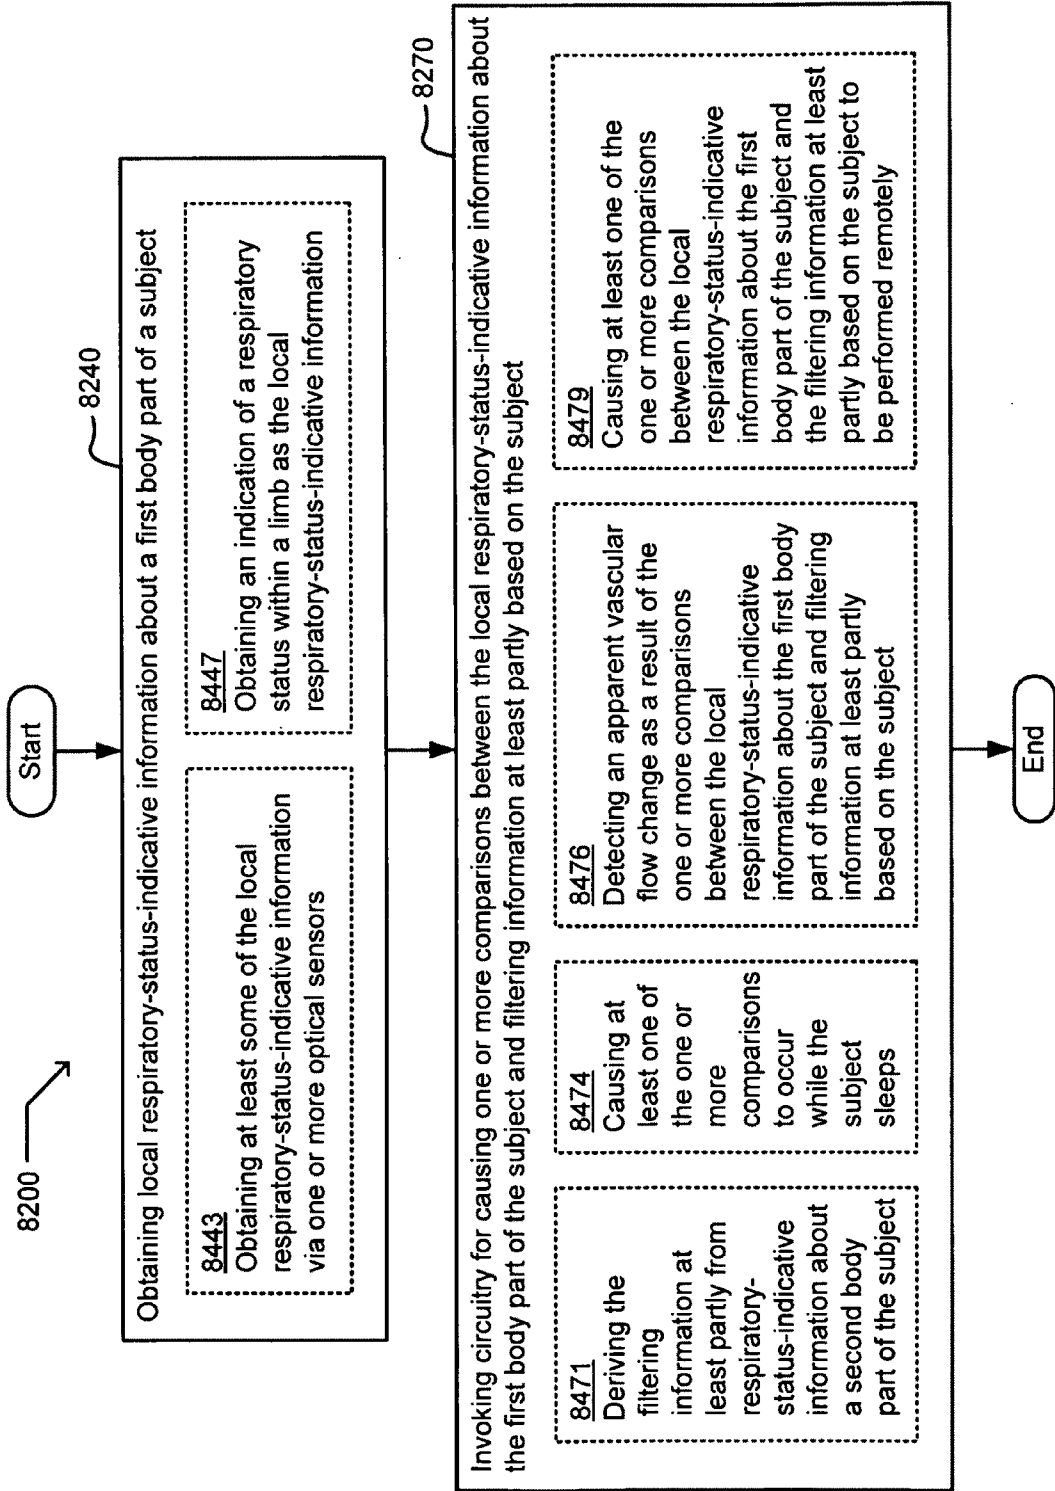 8200
Start
8240
Obtaining local respiratory-status-indicative information about a first body part of a subject
8443
Obtaining at least some of the local
respiratory-status-indicative information
via one or more optical sensors
8447
Obtaining an indication of a respiratory
status within a limb as the local
respiratory-status-indicative information
8270
Invoking circuitry for causing one or more comparisons between the local respiratory-status-indicative information about
the first body part of the subject and filtering information at least partly based on the subject
8471
Deriving the
filtering
information at
least partly from
respiratory-
status-indicative
information about
a second body
part of the subject
8474
Causing at
least one of
the one or
more
comparisons
to occur
while the
subject
sleeps
8476
Detecting an apparent vascular
flow change as a result of the
one or more comparisons
between the local
respiratory-status-indicative
information about the first body
part of the subject and filtering
information at least partly
based on the subject
8479
Causing at least one of the
one or more comparisons
between the local
respiratory-status-indicative
information about the first
body part of the subject and
the filtering information at least
partly based on the subject to
be performed remotely
End